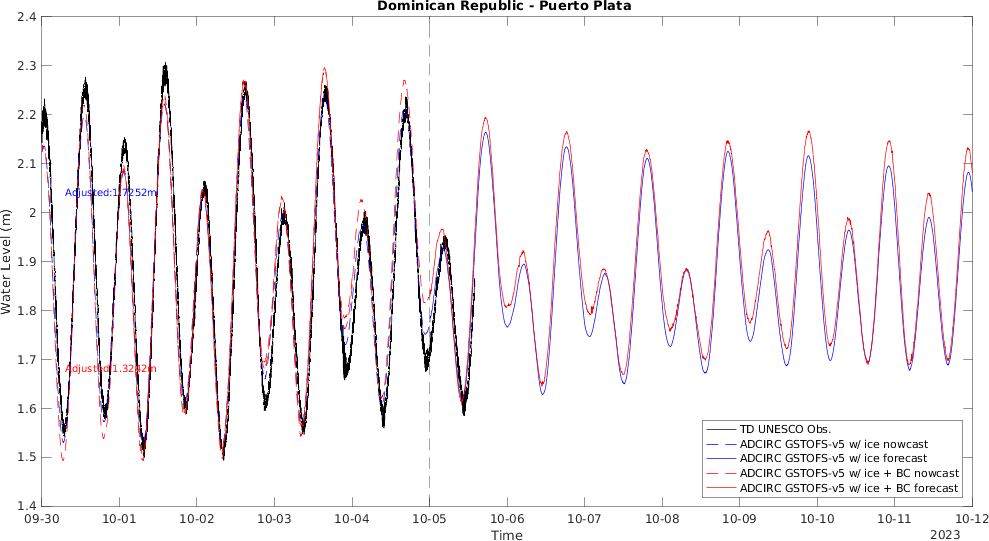 Dominican Republic - Puerto Plata
2.4
2.3
2.2
2.1
2
1.9
1.8
1.7
1.6
1.5
1.4
Water Level (m)
Adjusted:1.7252m
Adjusted:1.3242m
TD UNESCO Obs.
ADCIRC GSTOFS-v5 w/ ice nowcast
ADCIRC GSTOFS-v5 w/ ice forecast
ADCIRC GSTOFS-v5 w/ ice + BC nowcast
ADCIRC GSTOFS-v5 w/ ice + BC forecast
09-30 10-01 10-02 10-03 10-04 10-05 10-06 10-07 10-08 10-09 10-10 10-11 10-12
Time
2023